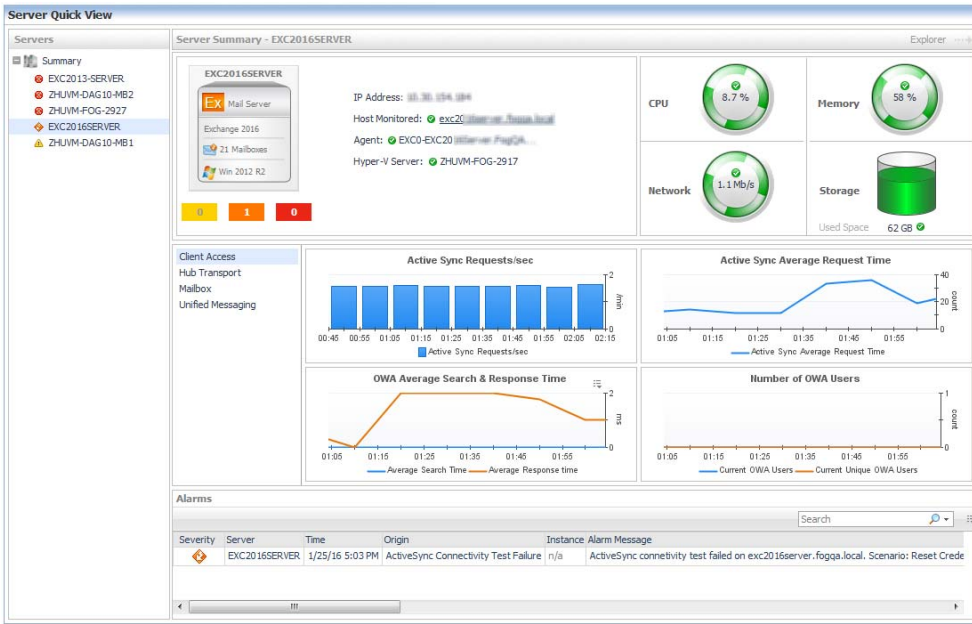 Server Quick View
Servers
Summary
EXC2013-SERVER
ZHUVM-DAG10-MB2
ZHUVM-FOG-2927
EXC2016SERVER
ZHUVM-DAG10-MB1
Server Summary - EXC2016SERVER
Explorer
EXC2016SERVER
Ex Mail Server
Exchange 2016
21 Mailboxes
Win 2012 R2
0 1 0
IP Address:
Host Monitored: exc20
Agent: EXC0-EXC20
Hyper-V Server: ZHUVM-FOG-2917
CPU
8.7 %
Memory
58 %
Network
1.1 Mb/s
Storage
Used Space 62 GB
Client Access
Hub Transport
Mailbox
Unified Messaging
Active Sync Requests/sec
2
/min
0
00:45 00:55 01:05 01:15 01:25 01:35 01:45 01:55 02:05 02:15
Active Sync Requests/sec
Active Sync Average Request Time
40
20
count
0
01:05 01:15 01:25 01:35 01:45 01:55
Active Sync Average Request Time
OWA Average Search & Response Time
2
ms
0
01:05 01:15 01:25 01:35 01:45 01:55
Average Search Time Average Response time
Number of OWA Users
1
count
0
01:05 01:15 01:25 01:35 01:45 01:55
Current OWA Users Current Unique OWA Users
Alarms
Search
Severity Server Time Origin Instance Alarm Message
EXC2016SERVER 1/25/16 5:03 PM ActiveSync Connectivity Test Failure n/a ActiveSync connetivity test failed on exc2016server.fogqa.local. Scenario: Reset Crede